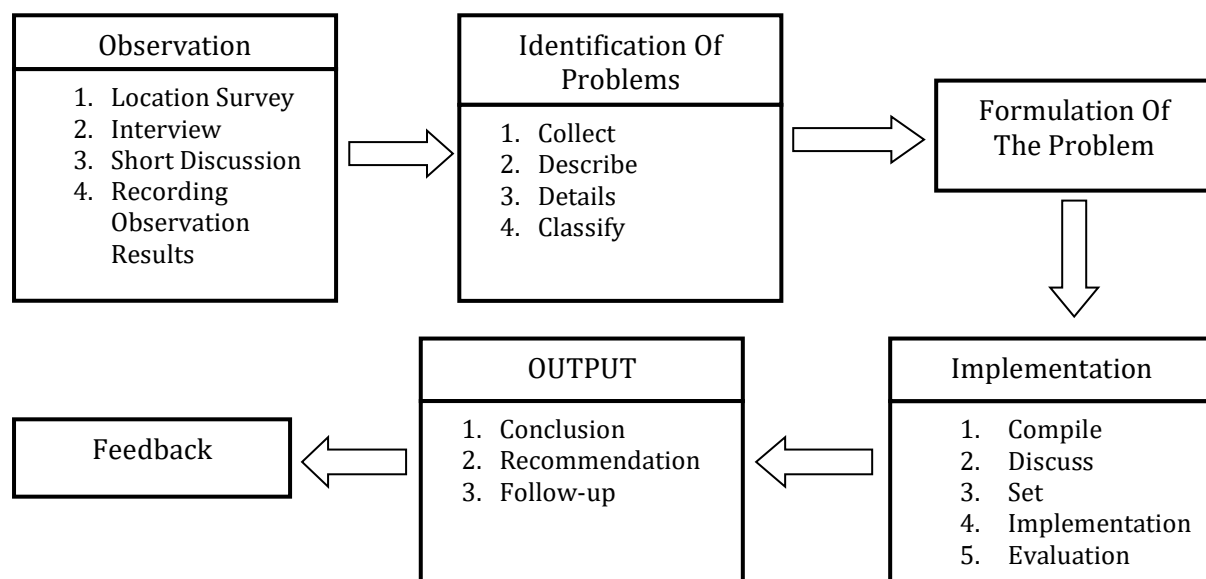 Observation
1. Location Survey
2. Interview
3. Short Discussion
4. Recording
Observation
Results
Identification Of
Problems
1. Collect
2. Describe
3. Details
4. Classify
Formulation Of
The Problem
Implementation
1. Compile
2. Discuss
3. Set
4. Implementation
5. Evaluation
OUTPUT
1. Conclusion
2. Recommendation
3. Follow-up
Feedback